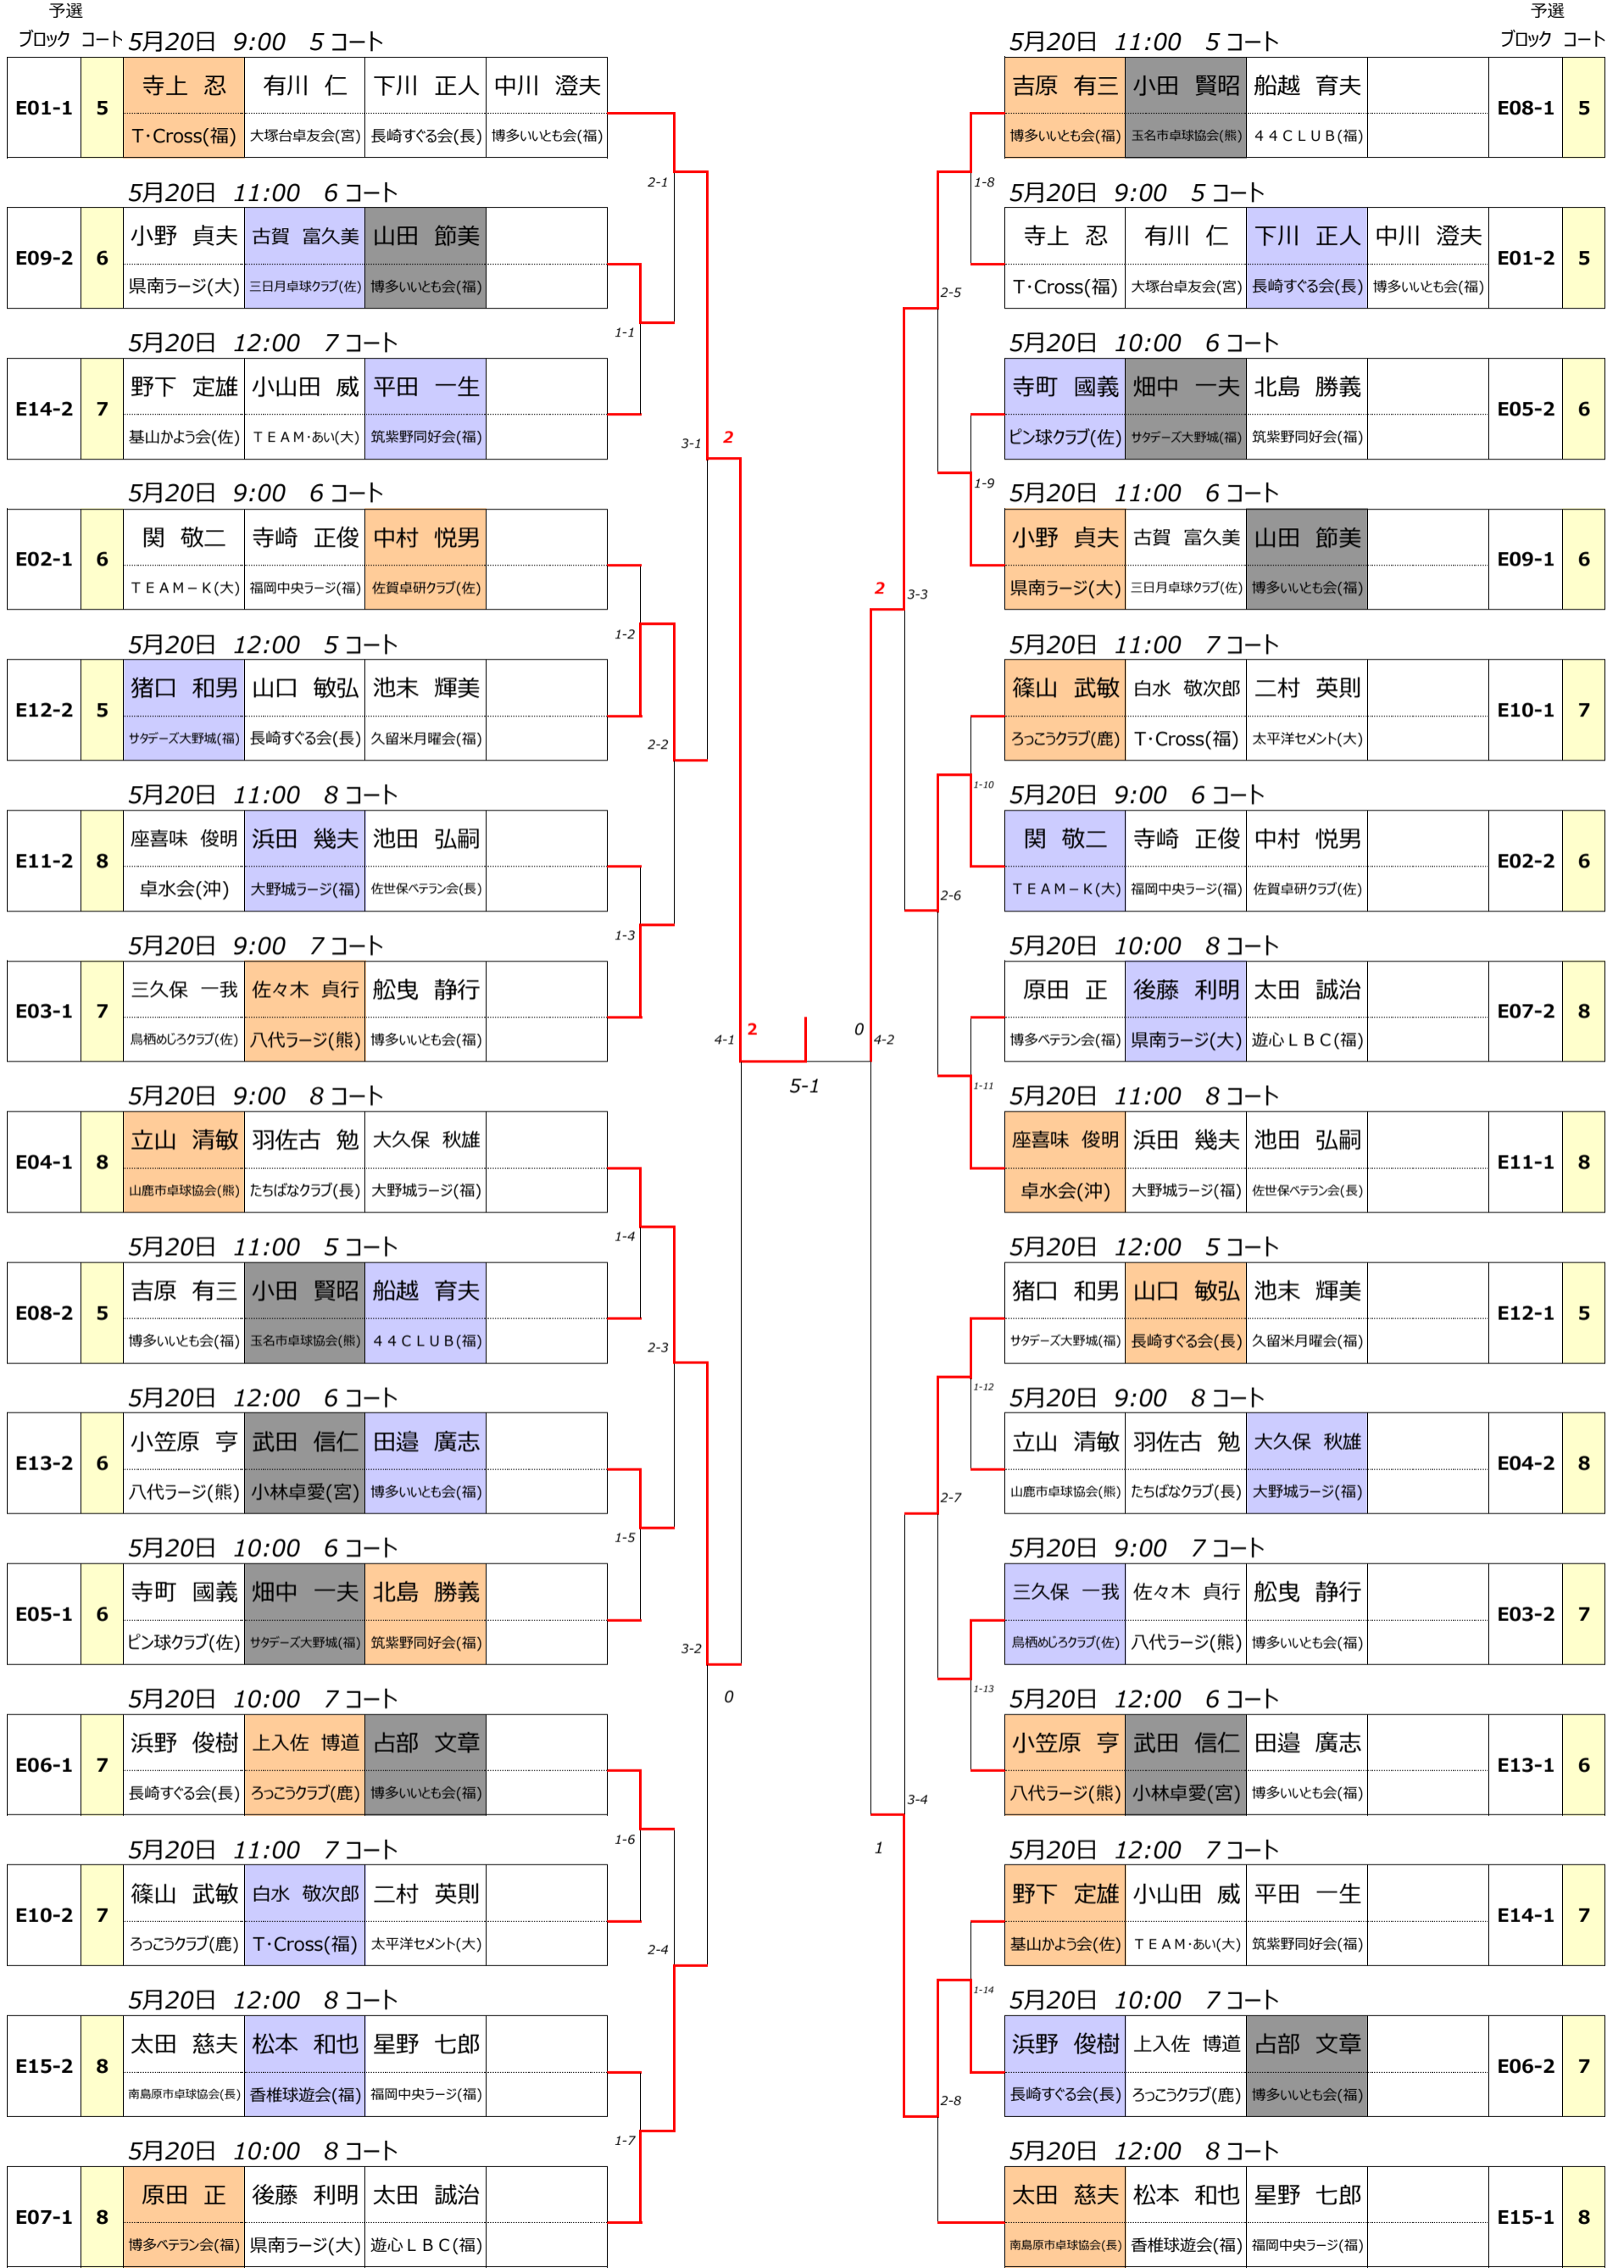 予選
ブロック コート 5月20日 9:00 5コート
E01-1 5 寺上 忍 有川 仁 下川 正人 中川 澄夫
T･Cross(福) 大塚台卓友会(宮) 長崎すぐる会(長) 博多いいとも会(福)
2-1
5月20日 11:00 6コート
E09-2 6 小野 貞夫 古賀 富久美 山田 節美
県南ラージ(大) 三日月卓球クラブ(佐) 博多いいとも会(福)
1-1
5月20日 12:00 7コート
E14-2 7 野下 定雄 小山田 威 平田 一生
基山かよう会(佐) TEAM･あい(大) 筑紫野同好会(福)
3-1 2
5月20日 9:00 6コート
E02-1 6 関 敬二 寺崎 正俊 中村 悦男
TEAM－K(大) 福岡中央ラージ(福) 佐賀卓研クラブ(佐)
1-2
5月20日 12:00 5コート
E12-2 5 猪口 和男 山口 敏弘 池末 輝美
サタデーズ大野城(福) 長崎すぐる会(長) 久留米月曜会(福)
2-2
5月20日 11:00 8コート
E11-2 8 座喜味 俊明 浜田 幾夫 池田 弘嗣
卓水会(沖) 大野城ラージ(福) 佐世保ベテラン会(長)
1-3
5月20日 9:00 7コート
E03-1 7 三久保 一我 佐々木 貞行 舩曳 静行
鳥栖めじろクラブ(佐) 八代ラージ(熊) 博多いいとも会(福)
4-1 2
5-1
5月20日 9:00 8コート
E04-1 8 立山 清敏 羽佐古 勉 大久保 秋雄
山鹿市卓球協会(熊) たちばなクラブ(長) 大野城ラージ(福)
1-4
5月20日 11:00 5コート
E08-2 5 吉原 有三 小田 賢昭 船越 育夫
博多いいとも会(福) 玉名市卓球協会(熊) 44CLUB(福)
2-3
5月20日 12:00 6コート
E13-2 6 小笠原 亨 武田 信仁 田邉 廣志
八代ラージ(熊) 小林卓愛(宮) 博多いいとも会(福)
1-5
5月20日 10:00 6コート
E05-1 6 寺町 國義 畑中 一夫 北島 勝義
ピン球クラブ(佐) サタデーズ大野城(福) 筑紫野同好会(福)
3-2
0
5月20日 10:00 7コート
E06-1 7 浜野 俊樹 上入佐 博道 占部 文章
長崎すぐる会(長) ろっこうクラブ(鹿) 博多いいとも会(福)
1-6
5月20日 11:00 7コート
E10-2 7 篠山 武敏 白水 敬次郎 二村 英則
ろっこうクラブ(鹿) T･Cross(福) 太平洋セメント(大)
2-4
5月20日 12:00 8コート
E15-2 8 太田 慈夫 松本 和也 星野 七郎
南島原市卓球協会(長) 香椎球遊会(福) 福岡中央ラージ(福)
1-7
5月20日 10:00 8コート
E07-1 8 原田 正 後藤 利明 太田 誠治
博多ベテラン会(福) 県南ラージ(大) 遊心LBC(福)
予選
5月20日 11:00 5コート ブロック コート
吉原 有三 小田 賢昭 船越 育夫 E08-1 5
博多いいとも会(福) 玉名市卓球協会(熊) 44CLUB(福)
1-8
5月20日 9:00 5コート
寺上 忍 有川 仁 下川 正人 中川 澄夫 E01-2 5
T･Cross(福) 大塚台卓友会(宮) 長崎すぐる会(長) 博多いいとも会(福)
2-5
5月20日 10:00 6コート
寺町 國義 畑中 一夫 北島 勝義 E05-2 6
ピン球クラブ(佐) サタデーズ大野城(福) 筑紫野同好会(福)
1-9
5月20日 11:00 6コート
小野 貞夫 古賀 富久美 山田 節美 E09-1 6
県南ラージ(大) 三日月卓球クラブ(佐) 博多いいとも会(福)
2 3-3
5月20日 11:00 7コート
篠山 武敏 白水 敬次郎 二村 英則 E10-1 7
ろっこうクラブ(鹿) T･Cross(福) 太平洋セメント(大)
1-10
5月20日 9:00 6コート
関 敬二 寺崎 正俊 中村 悦男 E02-2 6
TEAM－K(大) 福岡中央ラージ(福) 佐賀卓研クラブ(佐)
2-6
5月20日 10:00 8コート
原田 正 後藤 利明 太田 誠治 E07-2 8
博多ベテラン会(福) 県南ラージ(大) 遊心LBC(福)
0 4-2
1-11
5月20日 11:00 8コート
座喜味 俊明 浜田 幾夫 池田 弘嗣 E11-1 8
卓水会(沖) 大野城ラージ(福) 佐世保ベテラン会(長)
5月20日 12:00 5コート
猪口 和男 山口 敏弘 池末 輝美 E12-1 5
サタデーズ大野城(福) 長崎すぐる会(長) 久留米月曜会(福)
1-12
5月20日 9:00 8コート
立山 清敏 羽佐古 勉 大久保 秋雄 E04-2 8
山鹿市卓球協会(熊) たちばなクラブ(長) 大野城ラージ(福)
2-7
5月20日 9:00 7コート
三久保 一我 佐々木 貞行 舩曳 静行 E03-2 7
鳥栖めじろクラブ(佐) 八代ラージ(熊) 博多いいとも会(福)
1-13
5月20日 12:00 6コート
小笠原 亨 武田 信仁 田邉 廣志 E13-1 6
八代ラージ(熊) 小林卓愛(宮) 博多いいとも会(福)
3-4
1
5月20日 12:00 7コート
野下 定雄 小山田 威 平田 一生 E14-1 7
基山かよう会(佐) TEAM･あい(大) 筑紫野同好会(福)
1-14
5月20日 10:00 7コート
浜野 俊樹 上入佐 博道 占部 文章 E06-2 7
長崎すぐる会(長) ろっこうクラブ(鹿) 博多いいとも会(福)
2-8
5月20日 12:00 8コート
太田 慈夫 松本 和也 星野 七郎 E15-1 8
南島原市卓球協会(長) 香椎球遊会(福) 福岡中央ラージ(福)